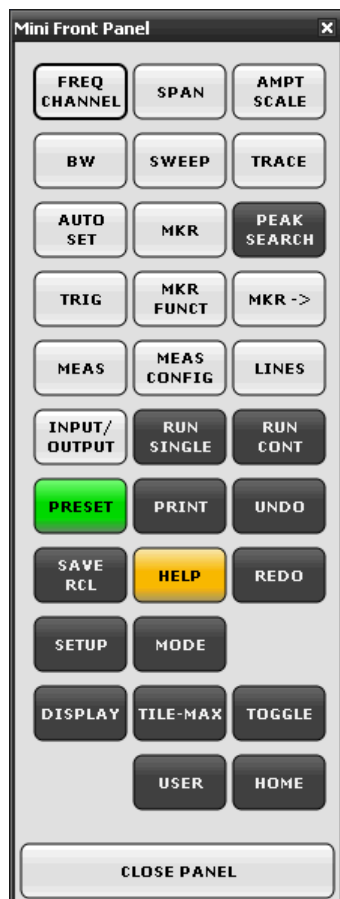 Mini Front Panel
FREQ
CHANNEL
SPAN
AMPT
SCALE
BW
SWEEP
TRACE
AUTO
SET
MKR
PEAK
SEARCH
TRIG
MKR
FUNCT
MKR ->
MEAS
MEAS
CONFIG
LINES
INPUT/
OUTPUT
RUN
SINGLE
RUN
CONT
PRESET
PRINT
UNDO
SAVE
RCL
HELP
REDO
SETUP
MODE
DISPLAY
TILE-MAX
TOGGLE
USER
HOME
CLOSE PANEL